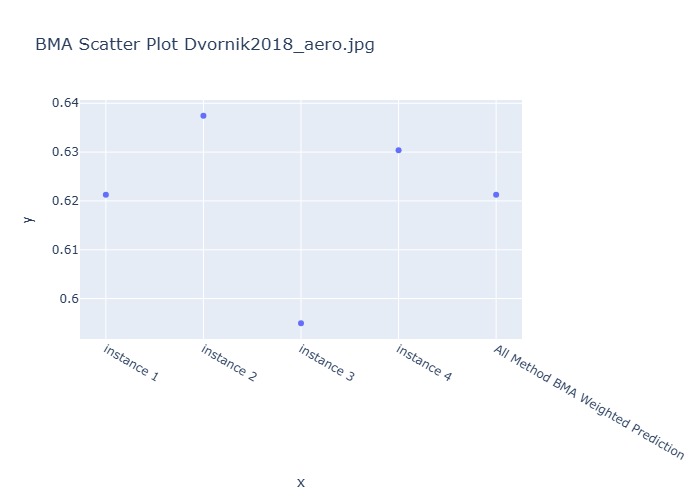 BMA Scatter Plot Dvornik2018_aero.jpg
0.64
0.63
0.62
0.61
0.6
y
instance 1
instance 2
instance 3
instance 4
All Method BMA Weighted Prediction
x